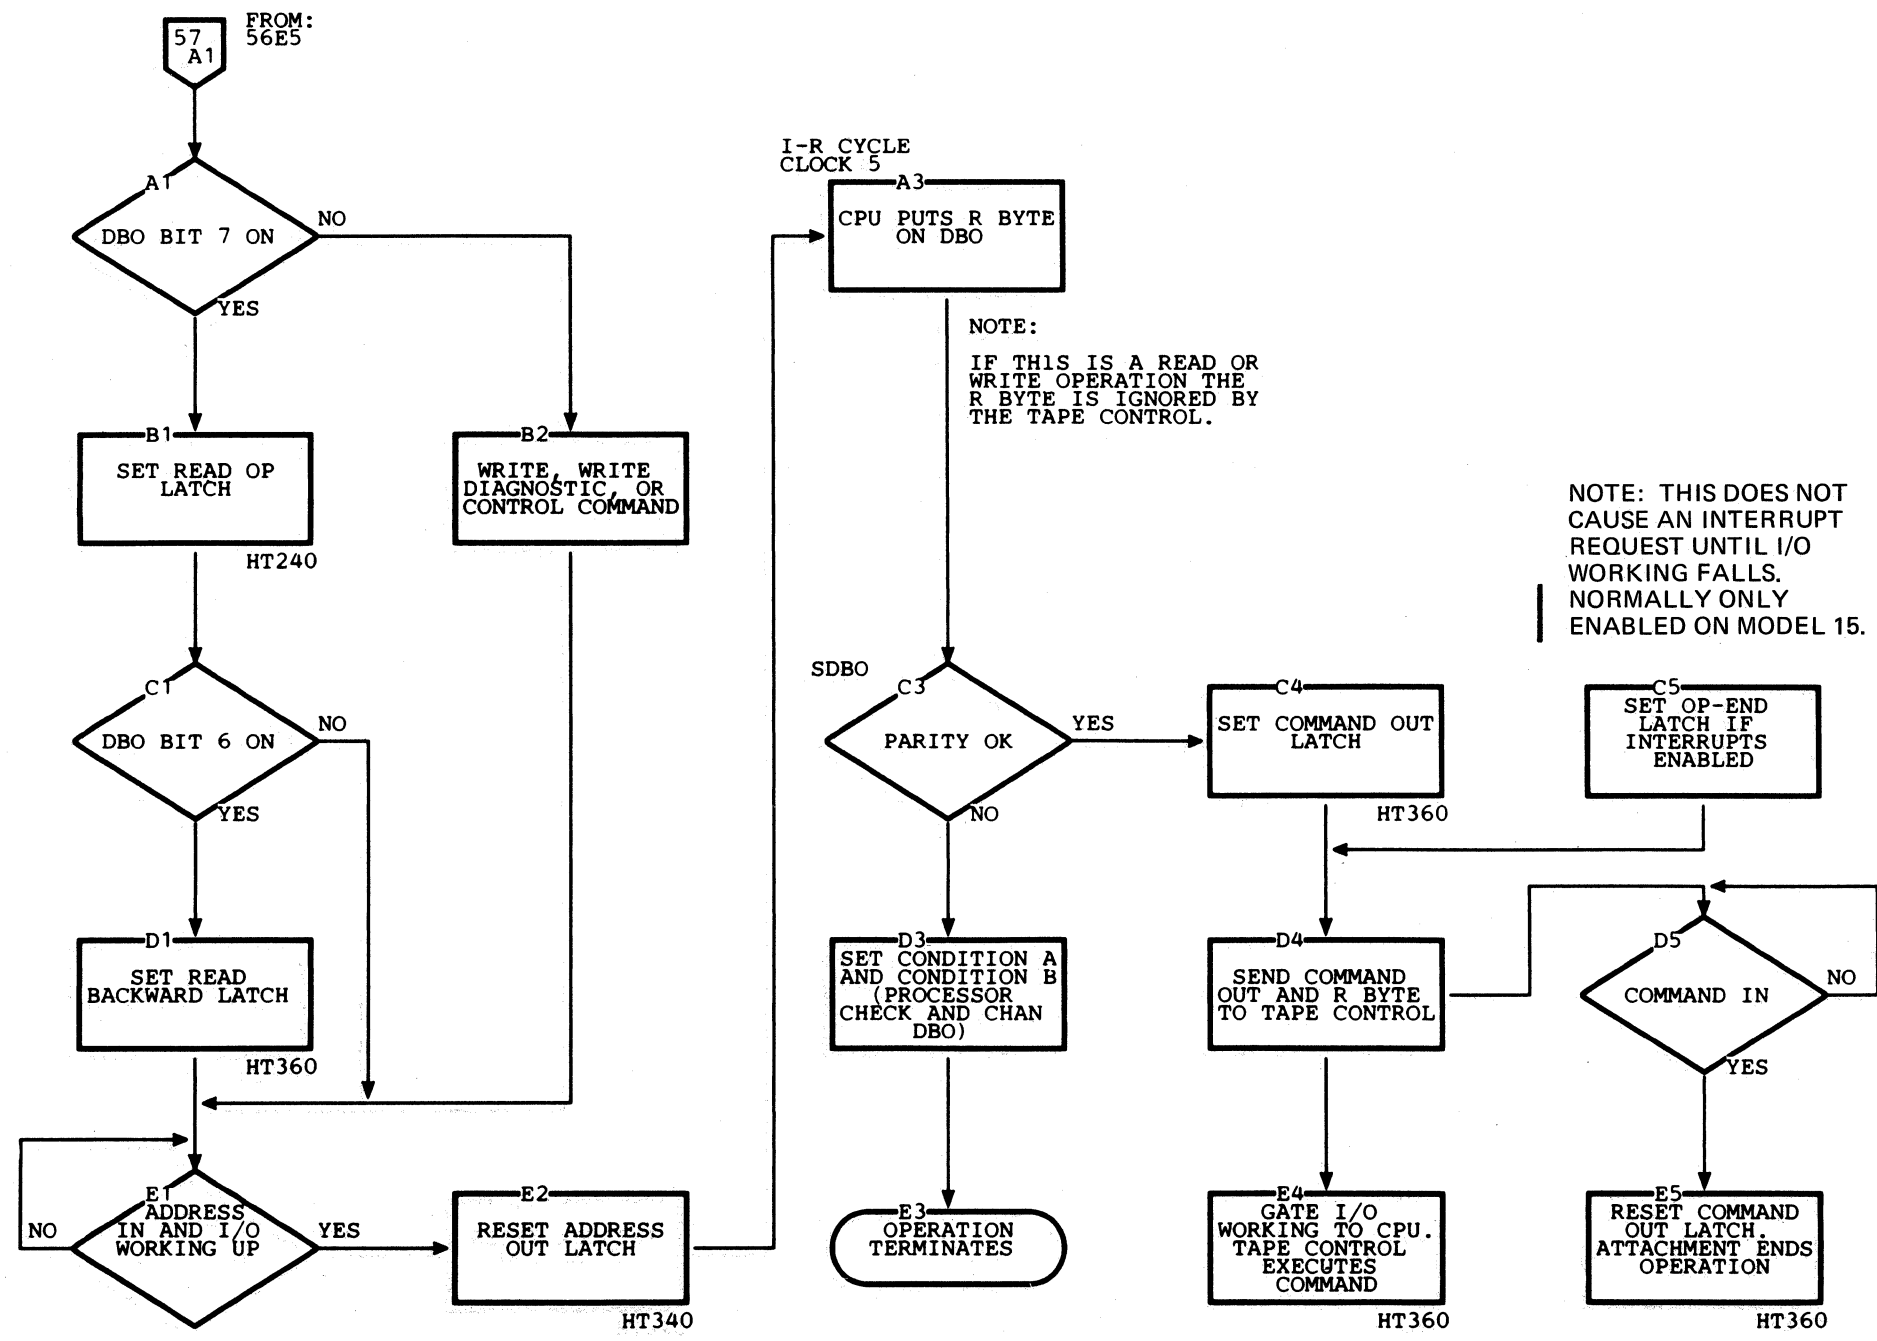 57
A1
FROM:
56E5
A1
DBO BIT 7 ON
NO
YES
B1
SET READ OP
LATCH
HT240
B2
WRITE, WRITE
DIAGNOSTIC, OR
CONTROL COMMAND
C1
DBO BIT 6 ON
NO
YES
D1
SET READ
BACKWARD LATCH
HT360
E1
ADDRESS
IN AND I/O
WORKING UP
NO
YES
E2
RESET ADDRESS
OUT LATCH
HT340
I-R CYCLE
CLOCK 5
A3
CPU PUTS R BYTE
ON DBO
NOTE:
IF THIS IS A READ OR
WRITE OPERATION THE
R BYTE IS IGNORED BY
THE TAPE CONTROL.
SDBO
C3
PARITY OK
YES
NO
D3
SET CONDITION A
AND CONDITION B
(PROCESSOR
CHECK AND CHAN
DBO)
E3
OPERATION
TERMINATES
C4
SET COMMAND OUT
LATCH
HT360
D4
SEND COMMAND
OUT AND R BYTE
TO TAPE CONTROL
E4
GATE I/O
WORKING TO CPU.
TAPE CONTROL
EXECUTES
COMMAND
HT360
NOTE: THIS DOES NOT
CAUSE AN INTERRUPT
REQUEST UNTIL I/O
WORKING FALLS.
NORMALLY ONLY
ENABLED ON MODEL 15.
C5
SET OP-END
LATCH IF
INTERRUPTS
ENABLED
D5
COMMAND IN
NO
YES
E5
RESET COMMAND
OUT LATCH.
ATTACHMENT ENDS
OPERATION
HT360